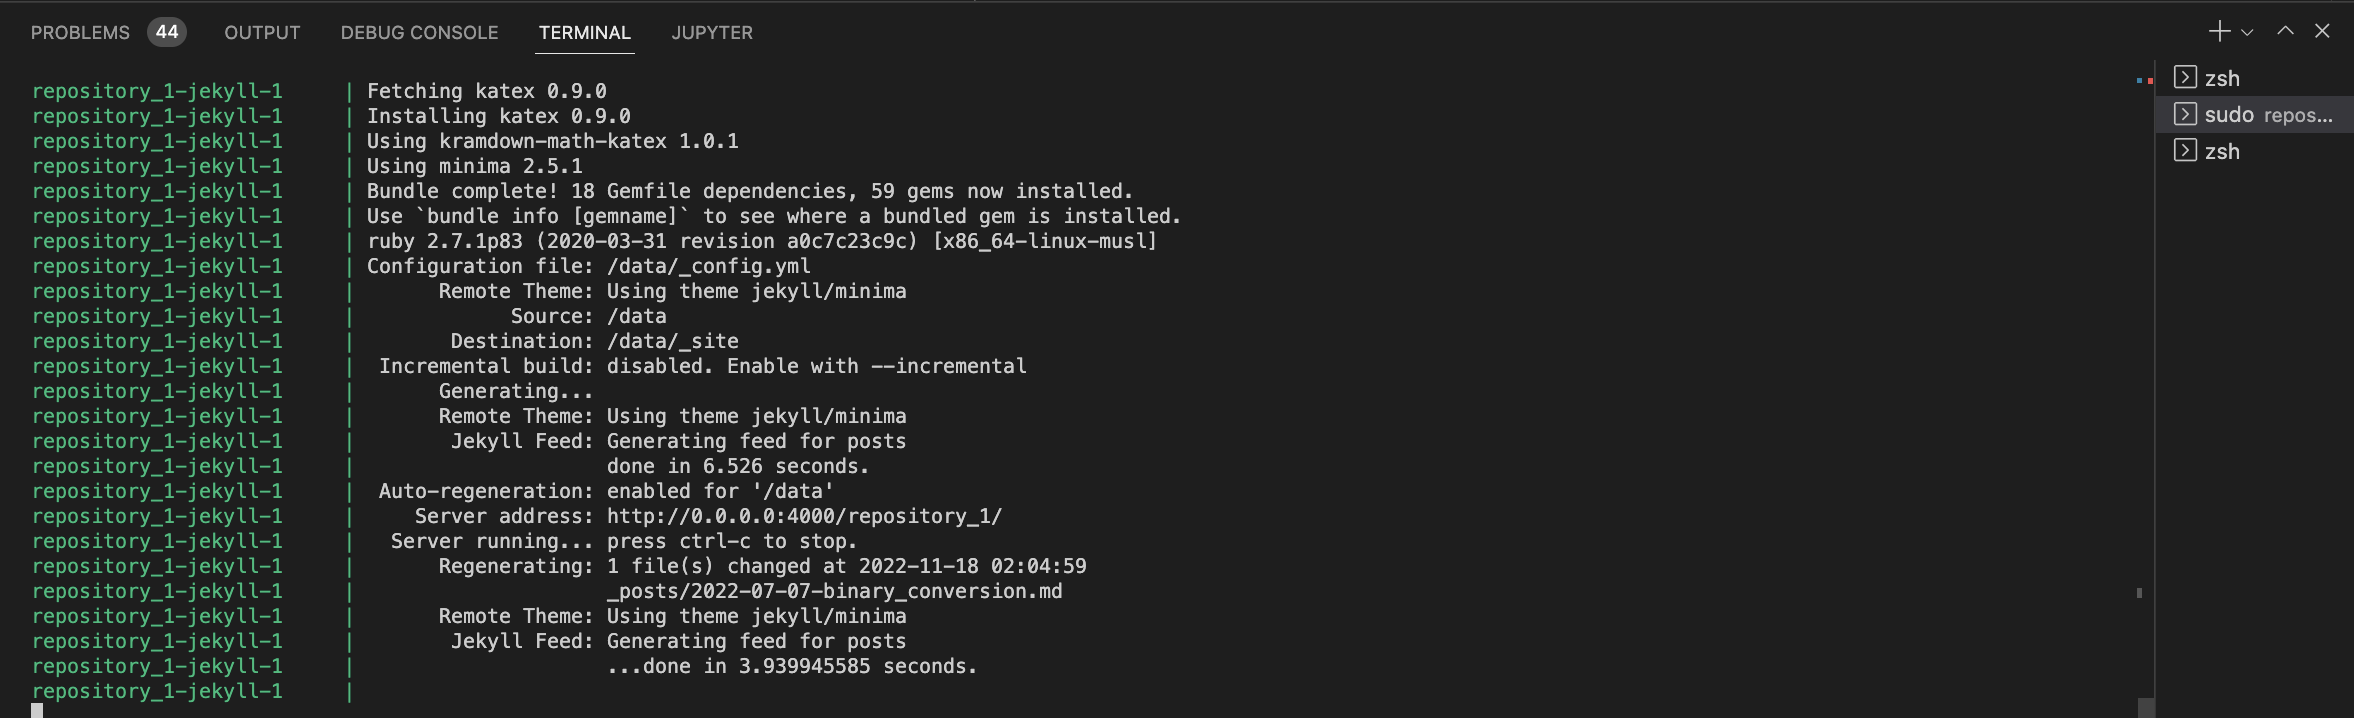 PROBLEMS 44 OUTPUT DEBUG CONSOLE TERMINAL JUPYTER
repository_1-jekyll-1 | Fetching katex 0.9.0
repository_1-jekyll-1 | Installing katex 0.9.0
repository_1-jekyll-1 | Using kramdown-math-katex 1.0.1
repository_1-jekyll-1 | Using minima 2.5.1
repository_1-jekyll-1 | Bundle complete! 18 Gemfile dependencies, 59 gems now installed.
repository_1-jekyll-1 | Use `bundle info [gemname]` to see where a bundled gem is installed.
repository_1-jekyll-1 | ruby 2.7.1p83 (2020-03-31 revision a0c7c23c9c) [x86_64-linux-musl]
repository_1-jekyll-1 | Configuration file: /data/_config.yml
repository_1-jekyll-1 | Remote Theme: Using theme jekyll/minima
repository_1-jekyll-1 | Source: /data
repository_1-jekyll-1 | Destination: /data/_site
repository_1-jekyll-1 | Incremental build: disabled. Enable with --incremental
repository_1-jekyll-1 | Generating...
repository_1-jekyll-1 | Remote Theme: Using theme jekyll/minima
repository_1-jekyll-1 | Jekyll Feed: Generating feed for posts
repository_1-jekyll-1 | done in 6.526 seconds.
repository_1-jekyll-1 | Auto-regeneration: enabled for '/data'
repository_1-jekyll-1 | Server address: http://0.0.0.0:4000/repository_1/
repository_1-jekyll-1 | Server running... press ctrl-c to stop.
repository_1-jekyll-1 | Regenerating: 1 file(s) changed at 2022-11-18 02:04:59
repository_1-jekyll-1 | _posts/2022-07-07-binary_conversion.md
repository_1-jekyll-1 | Remote Theme: Using theme jekyll/minima
repository_1-jekyll-1 | Jekyll Feed: Generating feed for posts
repository_1-jekyll-1 | ...done in 3.939945585 seconds.
repository_1-jekyll-1 |
zsh
sudo repos...
zsh